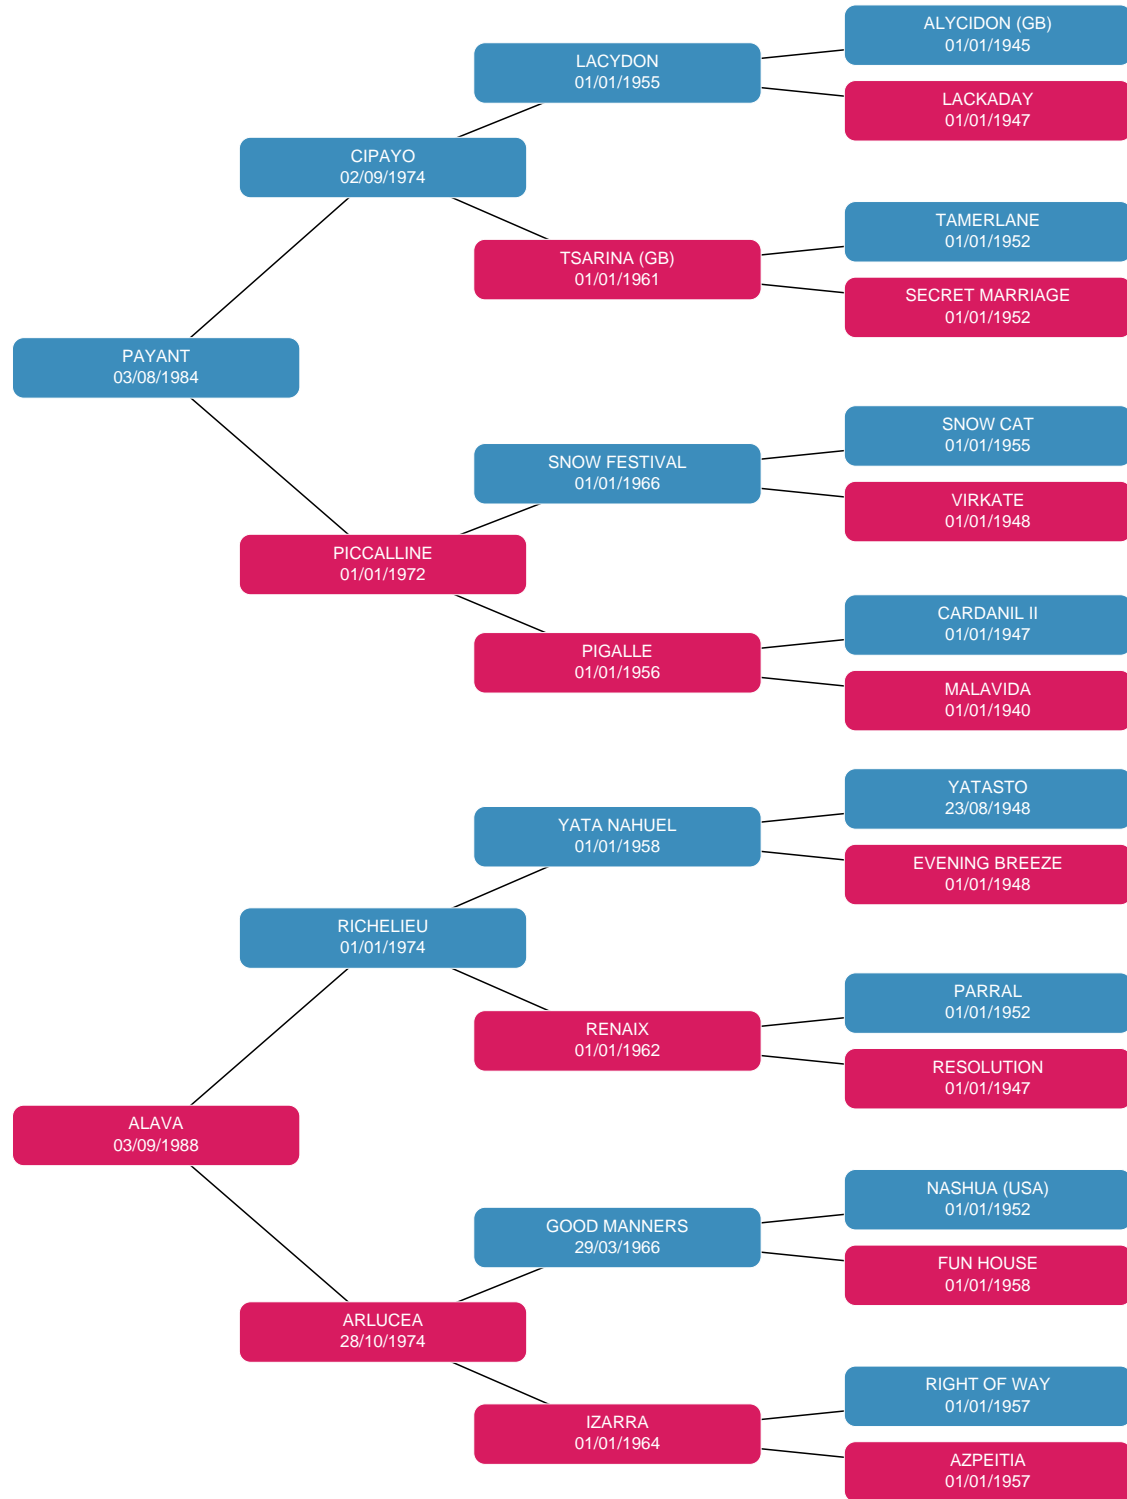 ALYCIDON (GB)
01/01/1945
LACYDON
01/01/1955
LACKADAY
01/01/1947
CIPAYO
02/09/1974
TAMERLANE
01/01/1952
TSARINA (GB)
01/01/1961
SECRET MARRIAGE
01/01/1952
PAYANT
03/08/1984
SNOW CAT
01/01/1955
SNOW FESTIVAL
01/01/1966
VIRKATE
01/01/1948
PICCALLINE
01/01/1972
CARDANIL II
01/01/1947
PIGALLE
01/01/1956
MALAVIDA
01/01/1940
YATASTO
23/08/1948
YATA NAHUEL
01/01/1958
EVENING BREEZE
01/01/1948
RICHELIEU
01/01/1974
PARRAL
01/01/1952
RENAIX
01/01/1962
RESOLUTION
01/01/1947
ALAVA
03/09/1988
NASHUA (USA)
01/01/1952
GOOD MANNERS
29/03/1966
FUN HOUSE
01/01/1958
ARLUCEA
28/10/1974
RIGHT OF WAY
01/01/1957
IZARRA
01/01/1964
AZPEITIA
01/01/1957